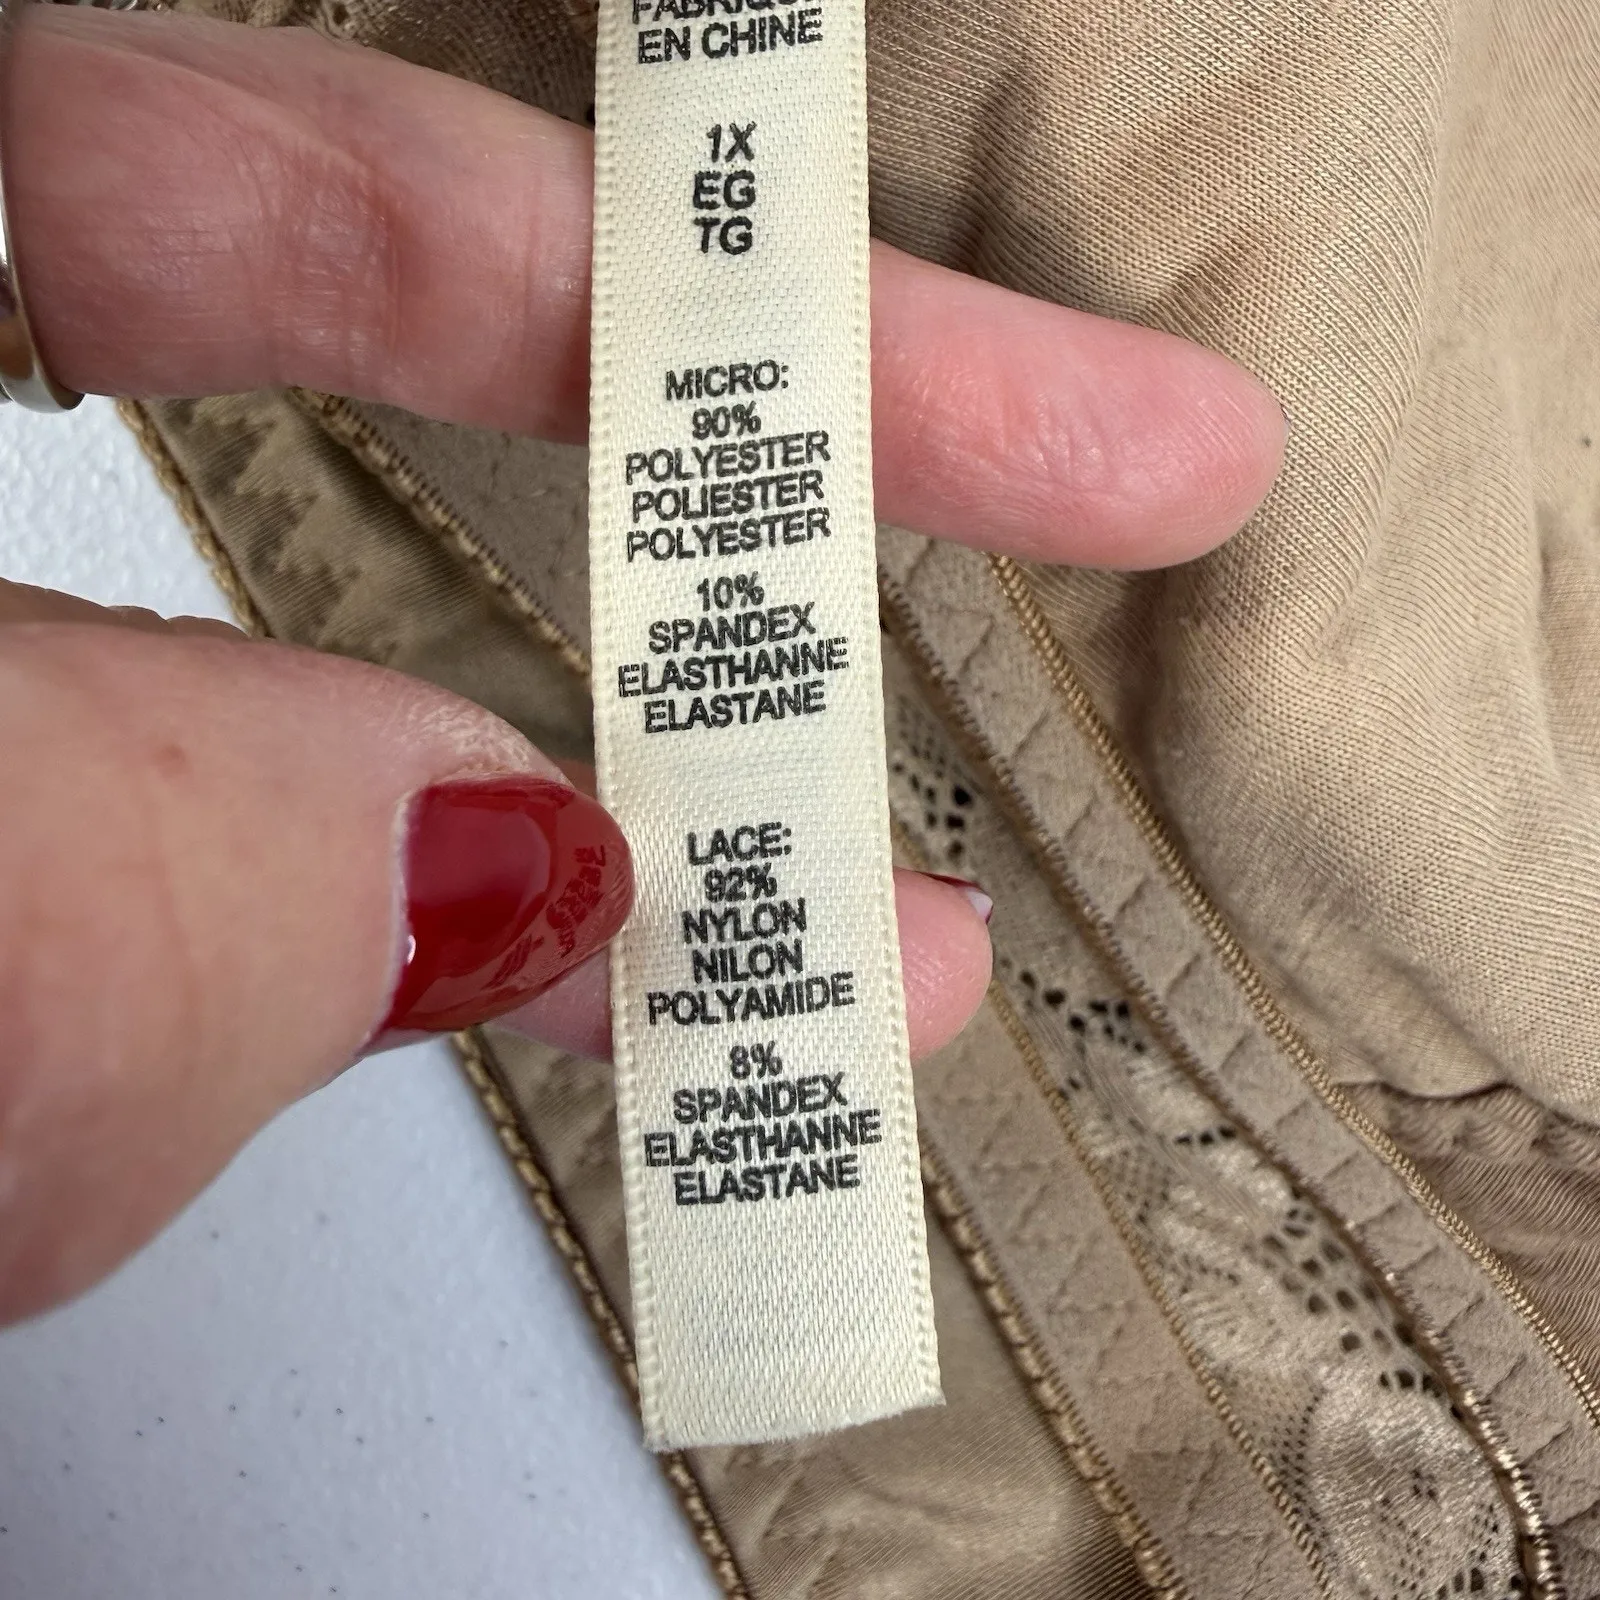 FABRIQUÉ
EN CHINE
1X
EG
TG
MICRO:
90%
POLYESTER
POLIESTER
POLYESTER
10%
SPANDEX
ELASTHANNE
ELASTANE
LACE:
92%
NYLON
NILON
POLYAMIDE
8%
SPANDEX
ELASTHANNE
ELASTANE